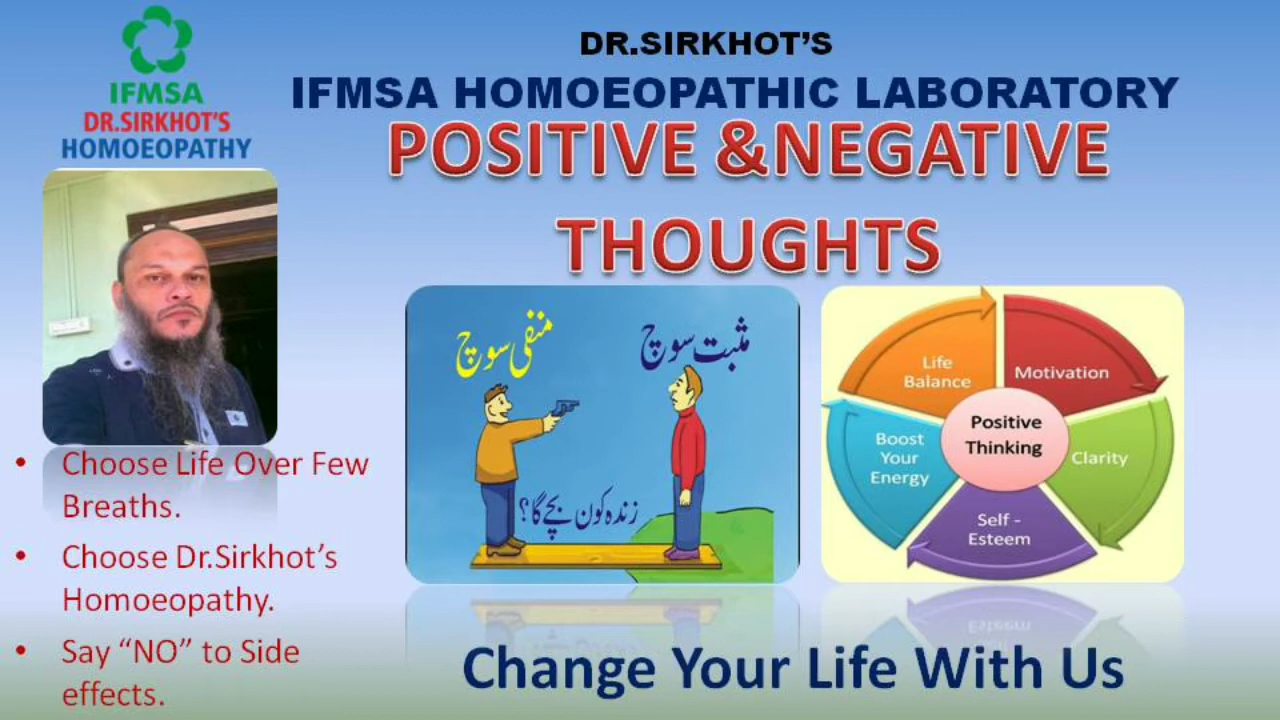 IFMSA
DR.SIRKHOT'S
HOMOEOPATHY
DR.SIRKHOT'S
IFMSA HOMOEOPATHIC LABORATORY
POSITIVE &NEGATIVE
THOUGHTS
• Choose Life Over Few
Breaths.
• Choose Dr.Sirkhot's
Homoeopathy.
• Say "NO" to Side
effects.
مثبت سوچ
منفی سوچ
زندہ کون بچے گا؟
Life
Balance
Motivation
Positive
Thinking
Boost
Your
Energy
Clarity
Self -
Esteem
Change Your Life With Us